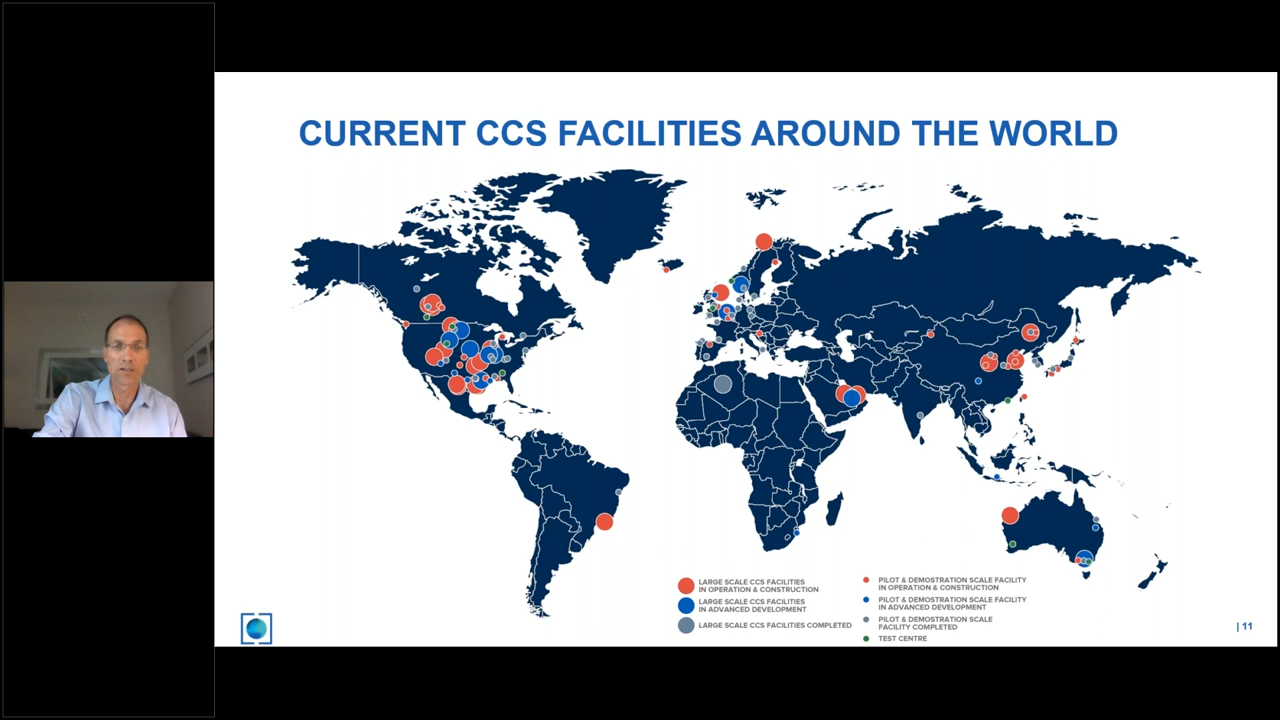 CURRENT CCS FACILITIES AROUND THE WORLD
LARGE SCALE CCS FACILITIES
IN OPERATION & CONSTRUCTION
LARGE SCALE CCS FACILITIES
IN ADVANCED DEVELOPMENT
LARGE SCALE CCS FACILITIES COMPLETED
PILOT & DEMOSTRATION SCALE FACILITY
IN OPERATION & CONSTRUCTION
PILOT & DEMOSTRATION SCALE FACILITY
IN ADVANCED DEVELOPMENT
PILOT & DEMOSTRATION SCALE
FACILITY COMPLETED
TEST CENTRE
| 11